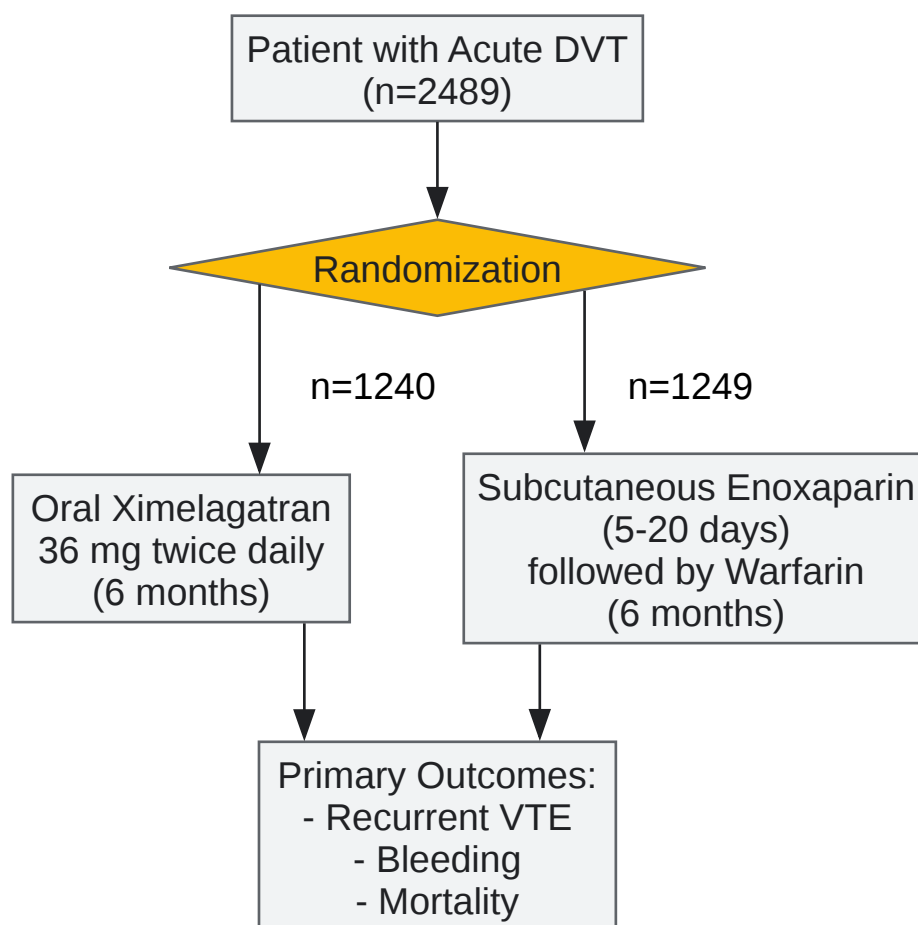 Patient with Acute DVT
(n=2489)
Randomization
n=1240
n=1249
Oral Ximelagatran
36 mg twice daily
(6 months)
Subcutaneous Enoxaparin
(5-20 days)
followed by Warfarin
(6 months)
Primary Outcomes:
- Recurrent VTE
- Bleeding
- Mortality